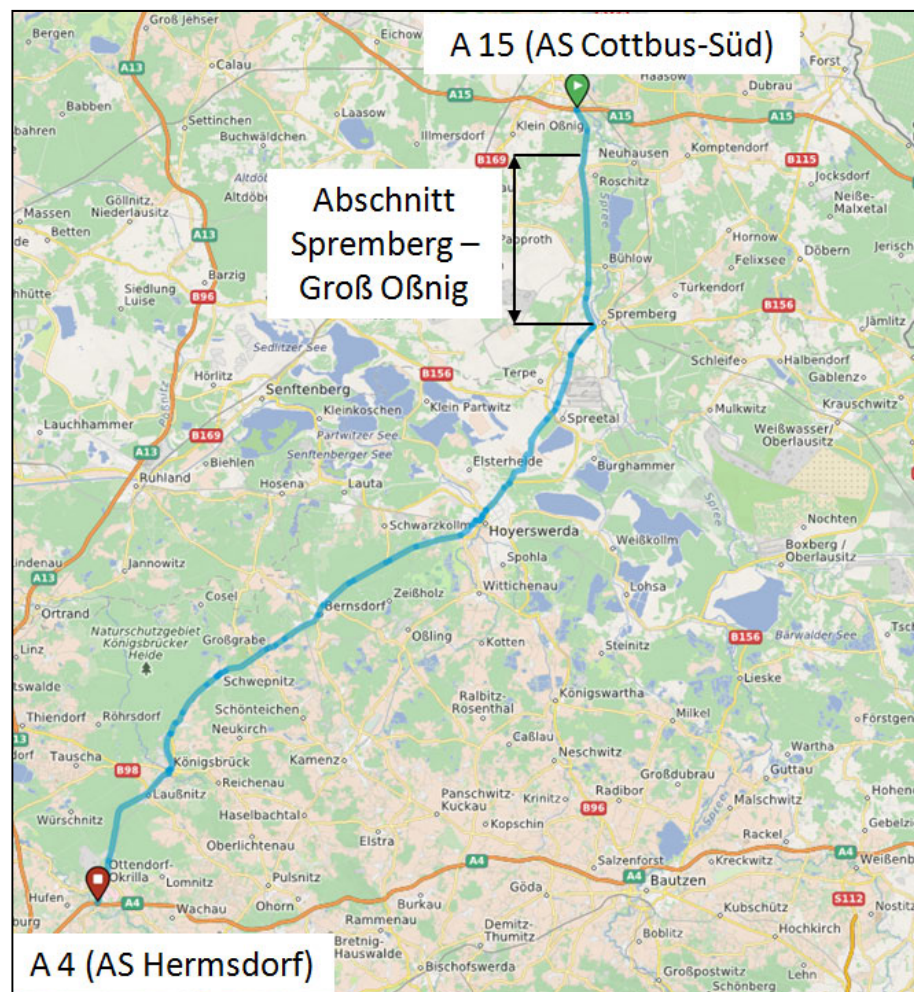 Groß Jehser
Bergen
Eichow
A 15 (AS Cottbus-Süd)
A13
Calau
Haasow
Forst
Dubrau
A15
Babben
Settinchen
Laasow
A15
A15
Buchwäldchen
Illmersdorf
Klein Oßnig
Komptendorf
B169
Neuhausen
B115
Göllnitz,
Niederlausitz
Roschitz
Jocksdorf
Massen
Neiße-
Malxetal
Betten
A13
Abschnitt
Spremberg –
Groß Oßnig
Spree
Hornow
Döbern
Bühlow
Felixsee
Barzig
Siedlung
Luise
B96
Türkendorf
B156
Spremberg
Jämlitz
Sedlitzer See
Hörlitz
Senftenberg
B156
Terpe
Schleife
Halbendorf
Gablenz
Kleinkoschen
Klein Partwitz
Lauchhammer
Partwitzer See
Spreetal
Mulkwitz
Krauschwitz
B169
Senftenberger See
Weißwasser/
Oberlausitz
A13
Biehlen
Elsterheide
Burghammer
Ruhland
Hosena
Lauta
Spree
Schwarzkollm
Hoyerswerda
Nochten
Weißkollm
Boxberg /
Oberlausitz
Jannowitz
Spohla
A13
Wittichenau
Lohsa
Ortrand
Cosel
Zeißholz
Bernsdorf
Naturschutzgebiet
Königsbrücker
Heide
Großgrabe
Oßling
Kotten
Steinitz
B156
Bärwalder See
Linz
Schwepnitz
Lieske
Königswartha
Thiendorf
Röhrsdorf
Schönteichen
Ralbitz-
Rosenthal
Milkel
Neukirch
Caßlau
Wartha
Tauscha
Königsbrück
Kamenz
Neschwitz
Guttau
B98
Reichenau
Großdubrau
Laußnitz
Panschwitz-
Kuckau
Radibor
Krinitz
Malschwitz
Würschnitz
Haselbachtal
B96
Kopschin
Spree
Rackel
Oberlichtenau
Elstra
A4
A4
Ottendorf-
Okrilla
Salzenforst
Kreckwitz
Lomnitz
Pulsnitz
A4
Bautzen
Hufen
Göda
A4
Ohorn
Burkau
S112
Wachau
Rammenau
Kubschütz
Demitz-
Thumitz
Bretnig-
Hauswalde
Boblitz
Hochkirch
A 4 (AS Hermsdorf)
Bischofswerda
Großpostwitz
Lehn
Schönberg